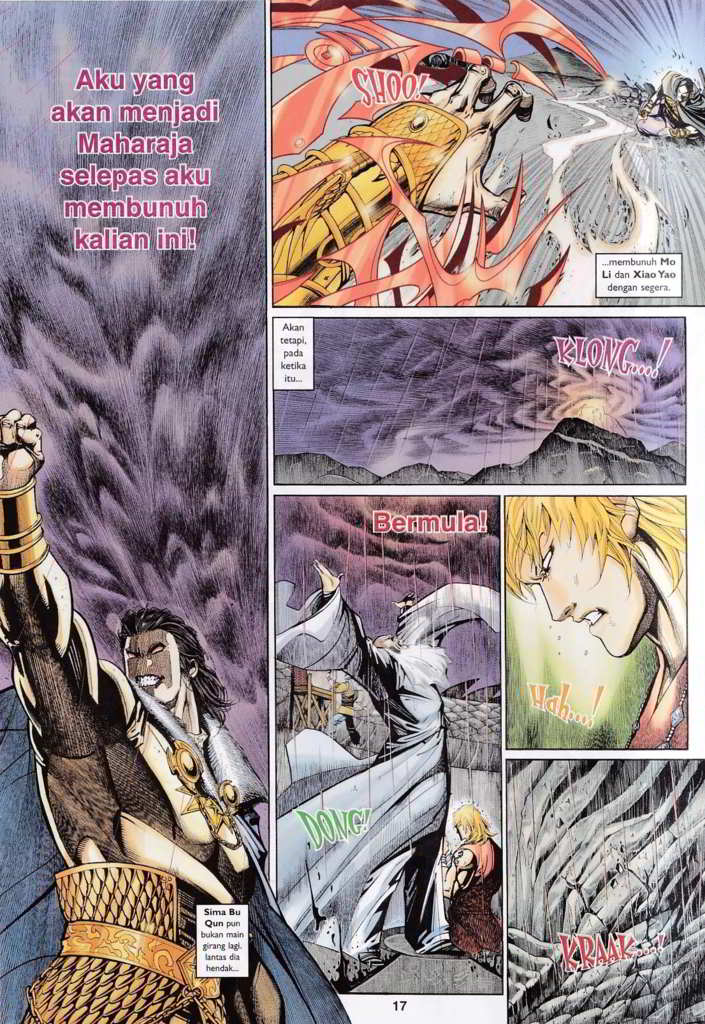 Aku yang
akan menjadi
Maharaja
selepas aku
membunuh
kalian ini!
Sima Bu
Qun pun
bukan main
girang lagi.
lantas dia
hendak...
SHOO!
...membunuh Mo
Li dan Xiao Yao
dengan segera.
Akan
tetapi,
pada
ketika
itu...
KLONG....!
Bermula!
DONG!
Hah....!
KRAAK....!
17